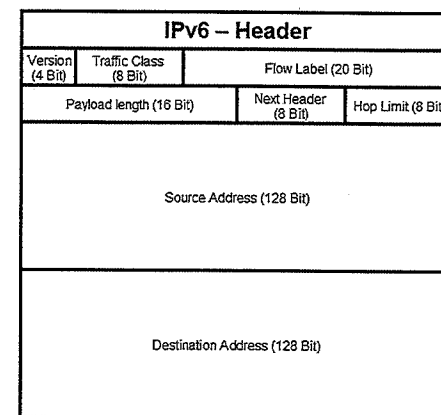 IPv6 – Header
Version
(4 Bit)
Traffic Class
(8 Bit)
Flow Label (20 Bit)
Payload length (16 Bit)
Next Header
(8 Bit)
Hop Limit (8 Bit
Source Address (128 Bit)
Destination Address (128 Bit)